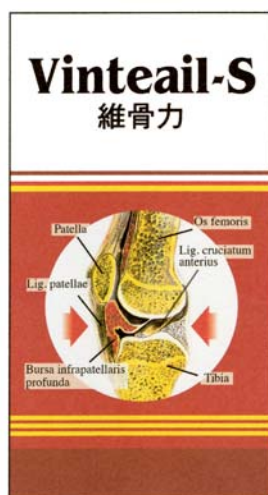 Vinteail-S
維骨力
Patella
Os femoris
Lig. cruciatum
anterius
Lig. patellae
Bursa infrapatellaris
profunda
Tibia